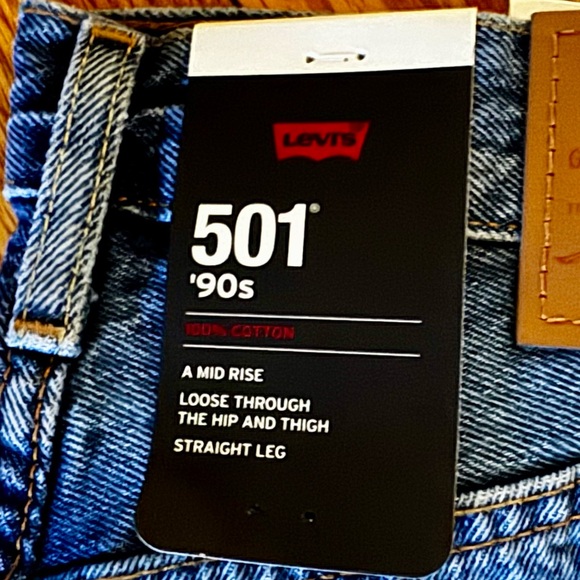 Levi's
501®
'90s
100% COTTON
A MID RISE
LOOSE THROUGH
THE HIP AND THIGH
STRAIGHT LEG